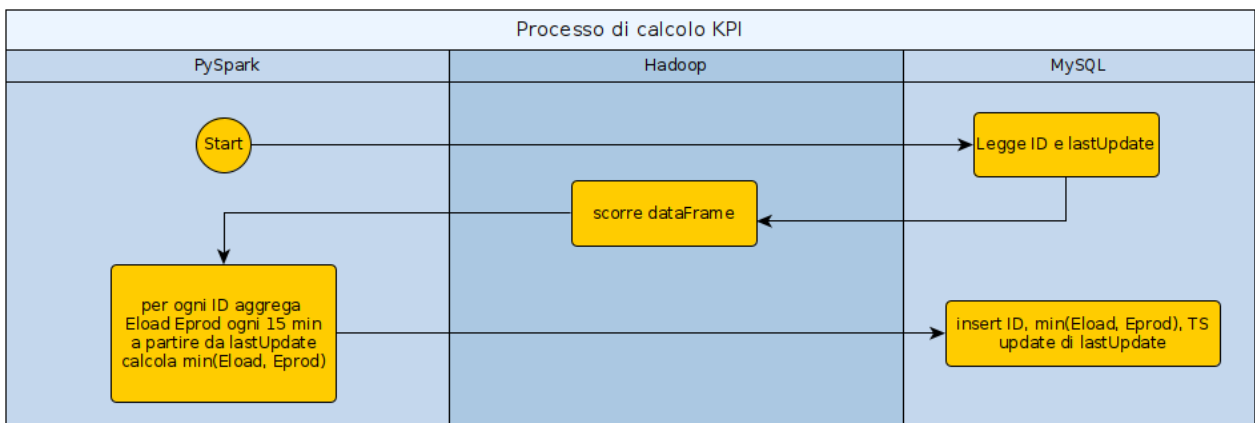 Processo di calcolo KPI
PySpark
Hadoop
MySQL
Start
Legge ID e lastUpdate
scorre dataFrame
per ogni ID aggrega
Eload Eprod ogni 15 min
a partire da lastUpdate
calcola min(Eload, Eprod)
insert ID, min(Eload, Eprod), TS
update di lastUpdate